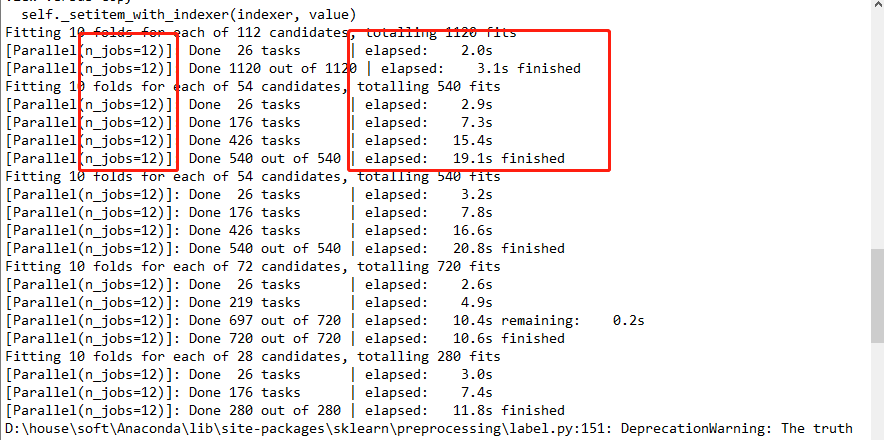 self._setitem_with_indexer(indexer, value)
Fitting 10 folds for each of 112 candidates, totalling 1120 fits
[Parallel(n_jobs=12)]: Done  26 tasks      | elapsed:    2.0s
[Parallel(n_jobs=12)]: Done 1120 out of 1120 | elapsed:    3.1s finished
Fitting 10 folds for each of 54 candidates, totalling 540 fits
[Parallel(n_jobs=12)]: Done  26 tasks      | elapsed:    2.9s
[Parallel(n_jobs=12)]: Done 176 tasks      | elapsed:    7.3s
[Parallel(n_jobs=12)]: Done 426 tasks      | elapsed:   15.4s
[Parallel(n_jobs=12)]: Done 540 out of 540 | elapsed:   19.1s finished
Fitting 10 folds for each of 54 candidates, totalling 540 fits
[Parallel(n_jobs=12)]: Done  26 tasks      | elapsed:    3.2s
[Parallel(n_jobs=12)]: Done 176 tasks      | elapsed:    7.8s
[Parallel(n_jobs=12)]: Done 426 tasks      | elapsed:   16.6s
[Parallel(n_jobs=12)]: Done 540 out of 540 | elapsed:   20.8s finished
Fitting 10 folds for each of 72 candidates, totalling 720 fits
[Parallel(n_jobs=12)]: Done  26 tasks      | elapsed:    2.6s
[Parallel(n_jobs=12)]: Done 219 tasks      | elapsed:    4.9s
[Parallel(n_jobs=12)]: Done 697 out of 720 | elapsed:   10.4s remaining:    0.2s
[Parallel(n_jobs=12)]: Done 720 out of 720 | elapsed:   10.6s finished
Fitting 10 folds for each of 28 candidates, totalling 280 fits
[Parallel(n_jobs=12)]: Done  26 tasks      | elapsed:    3.0s
[Parallel(n_jobs=12)]: Done 176 tasks      | elapsed:    7.4s
[Parallel(n_jobs=12)]: Done 280 out of 280 | elapsed:   11.8s finished
D:\house\soft\Anaconda\lib\site-packages\sklearn\preprocessing\label.py:151: DeprecationWarning: The truth